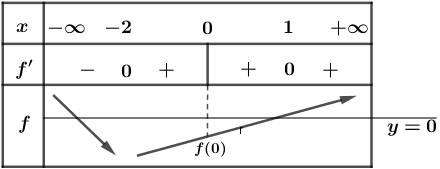 x −∞ −2 0 1 +∞
f′ − 0 + + 0 +
f
y = 0
f(0)